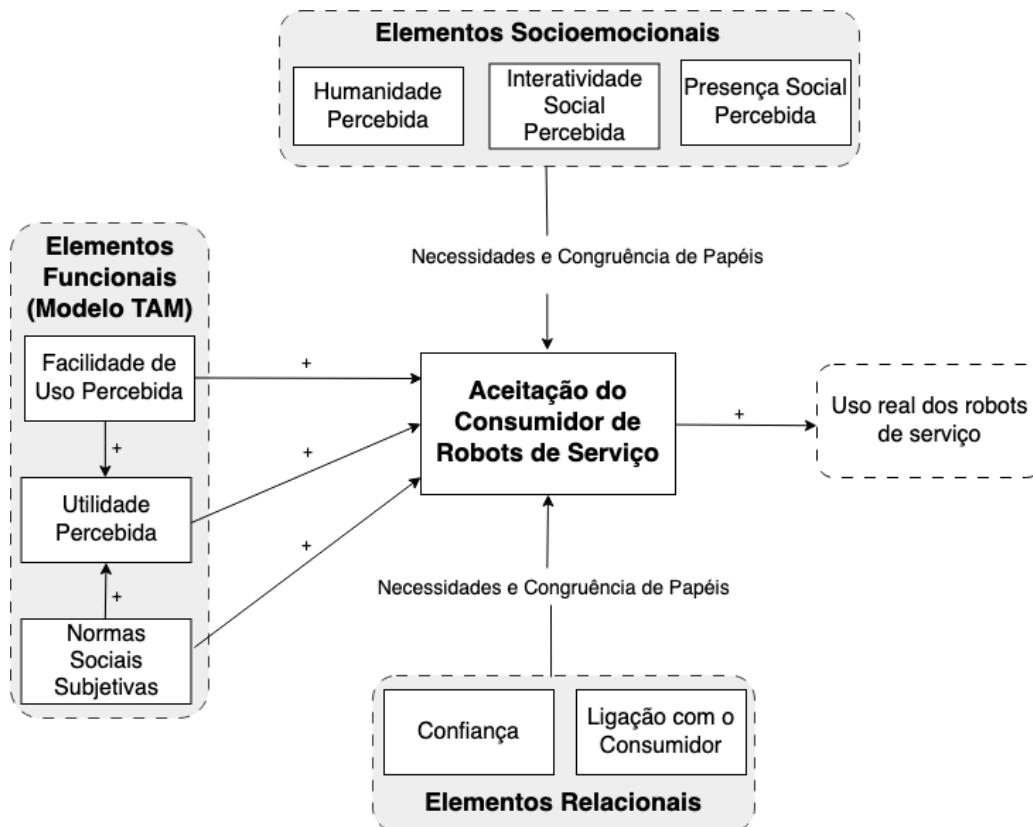 Elementos Socioemocionais
Humanidade
Percebida
Interatividade
Social
Percebida
Presença Social
Percebida
Necessidades e Congruência de Papéis
Elementos
Funcionais
(Modelo TAM)
Facilidade de
Uso Percebida
+
Utilidade
Percebida
+
Normas
Sociais
Subjetivas
+
+
+
Aceitação do
Consumidor de
Robots de Serviço
+
Uso real dos robots
de serviço
Necessidades e Congruência de Papéis
Confiança
Ligação com o
Consumidor
Elementos Relacionais